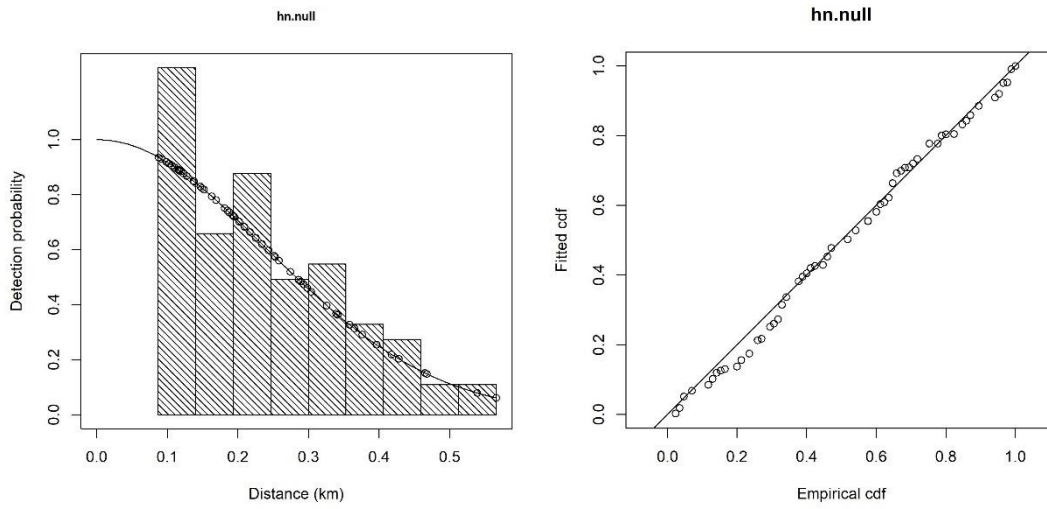 hn.null
Detection probability
1.0
0.8
0.6
0.4
0.2
0.0
0.0 0.1 0.2 0.3 0.4 0.5
Distance (km)
hn.null
Fitted cdf
1.0
0.8
0.6
0.4
0.2
0.0
0.0 0.2 0.4 0.6 0.8 1.0
Empirical cdf